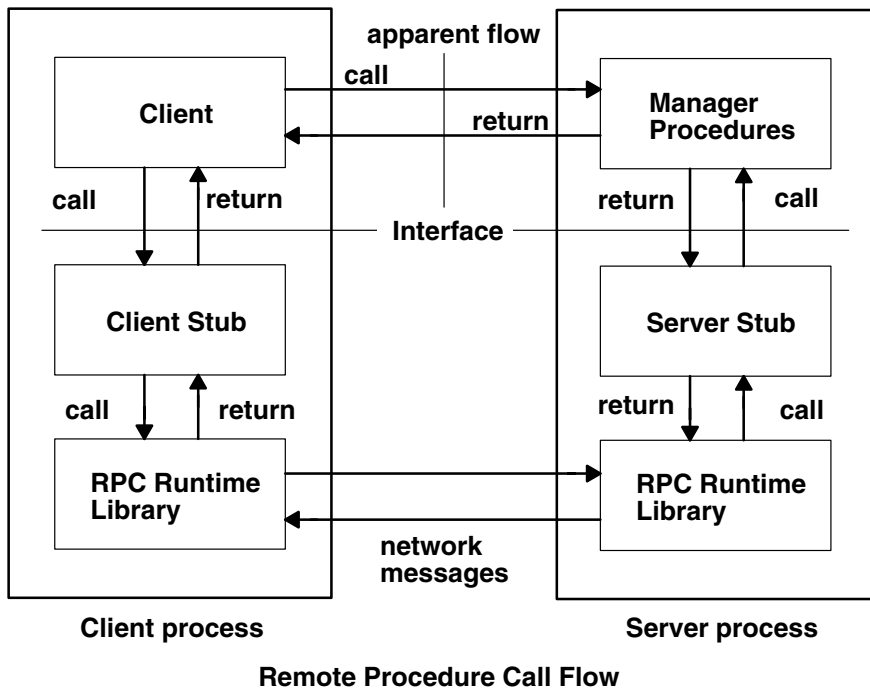 apparent flow
call
Client
Manager
Procedures
return
call
return
return
call
Interface
Client Stub
Server Stub
call
return
return
call
RPC Runtime
Library
RPC Runtime
Library
network
messages
Client process
Server process
Remote Procedure Call Flow